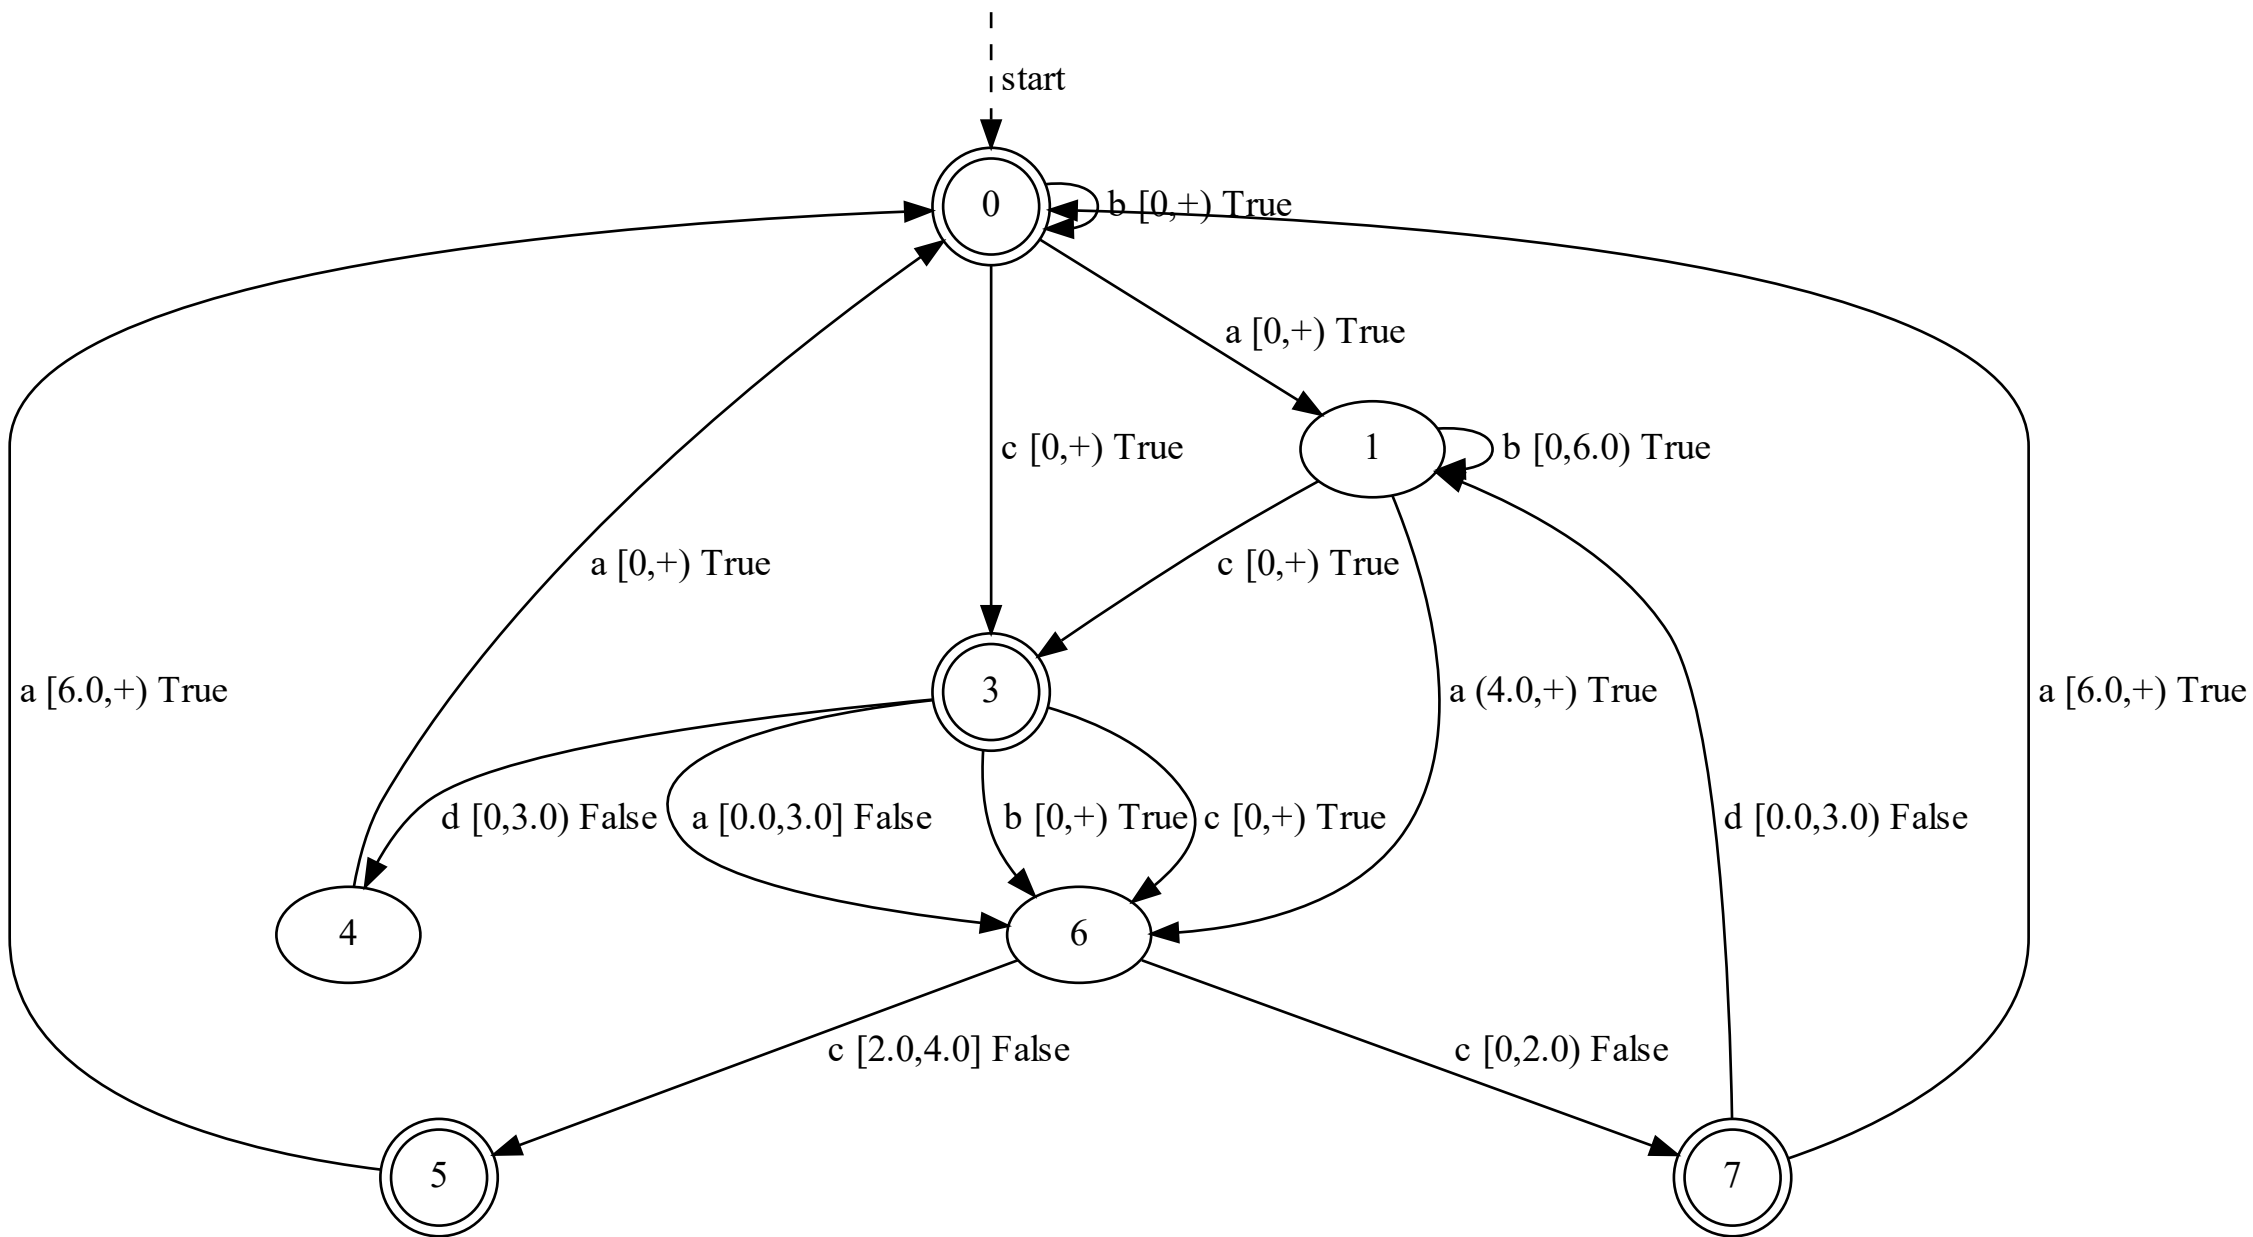 start
0
b [0,+) True
a [0,+) True
c [0,+) True
1
b [0,6.0) True
a [0,+) True
c [0,+) True
a [6.0,+) True
3
a (4.0,+) True
a [6.0,+) True
d [0,3.0) False
a [0.0,3.0] False
b [0,+) True
c [0,+) True
d [0.0,3.0) False
4
6
c [2.0,4.0] False
c [0,2.0) False
5
7